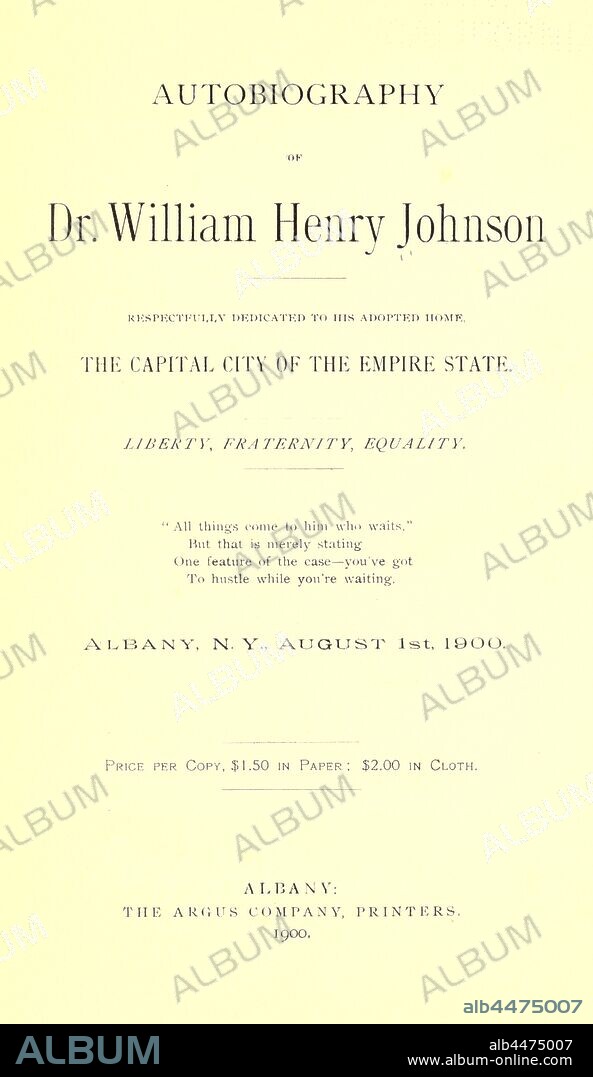 AUTOBIOGRAPHY
OF
Dr. William Henry Johnson
RESPECTFULLY DEDICATED TO HIS ADOPTED HOME,
THE CAPITAL CITY OF THE EMPIRE STATE.
LIBERTY, FRATERNITY, EQUALITY.
"All things come to him who waits,"
But that is merely stating
One feature of the case—you've got
To hustle while you're waiting.
ALBANY, N. Y., AUGUST 1st, 1900.
PRICE PER COPY, $1.50 IN PAPER; $2.00 IN CLOTH.
ALBANY:
THE ARGUS COMPANY, PRINTERS.
1900.
alb4475007
ALBUM
alb4475007
www.album-online.com